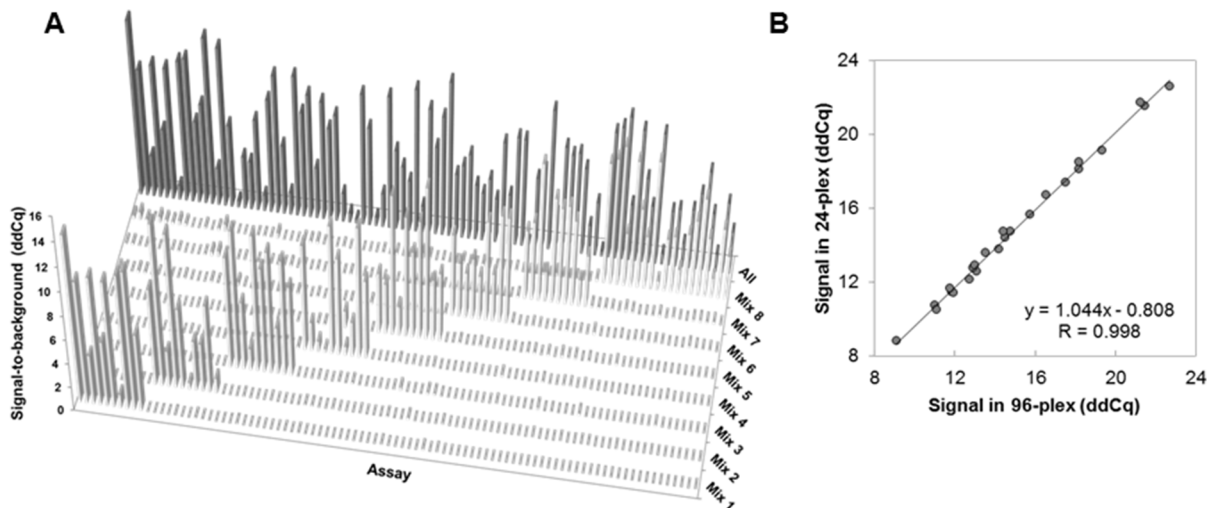 A
Signal-to-background (ddCq)
16
14
12
10
8
6
4
2
0
Assay
All
Mix 8
Mix 7
Mix 6
Mix 5
Mix 4
Mix 3
Mix 2
Mix 1
B
Signal in 24-plex (ddCq)
24
20
16
12
8
y = 1.044x - 0.808
R = 0.998
8 12 16 20 24
Signal in 96-plex (ddCq)